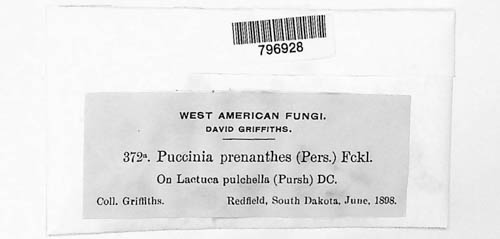 796928
WEST AMERICAN FUNGI.
DAVID GRIFFITHS.
372a. Puccinia prenanthes (Pers.) Fckl.
On Lactuca pulchella (Pursh) DC.
Coll. Griffiths. Redfield, South Dakota, June, 1898.